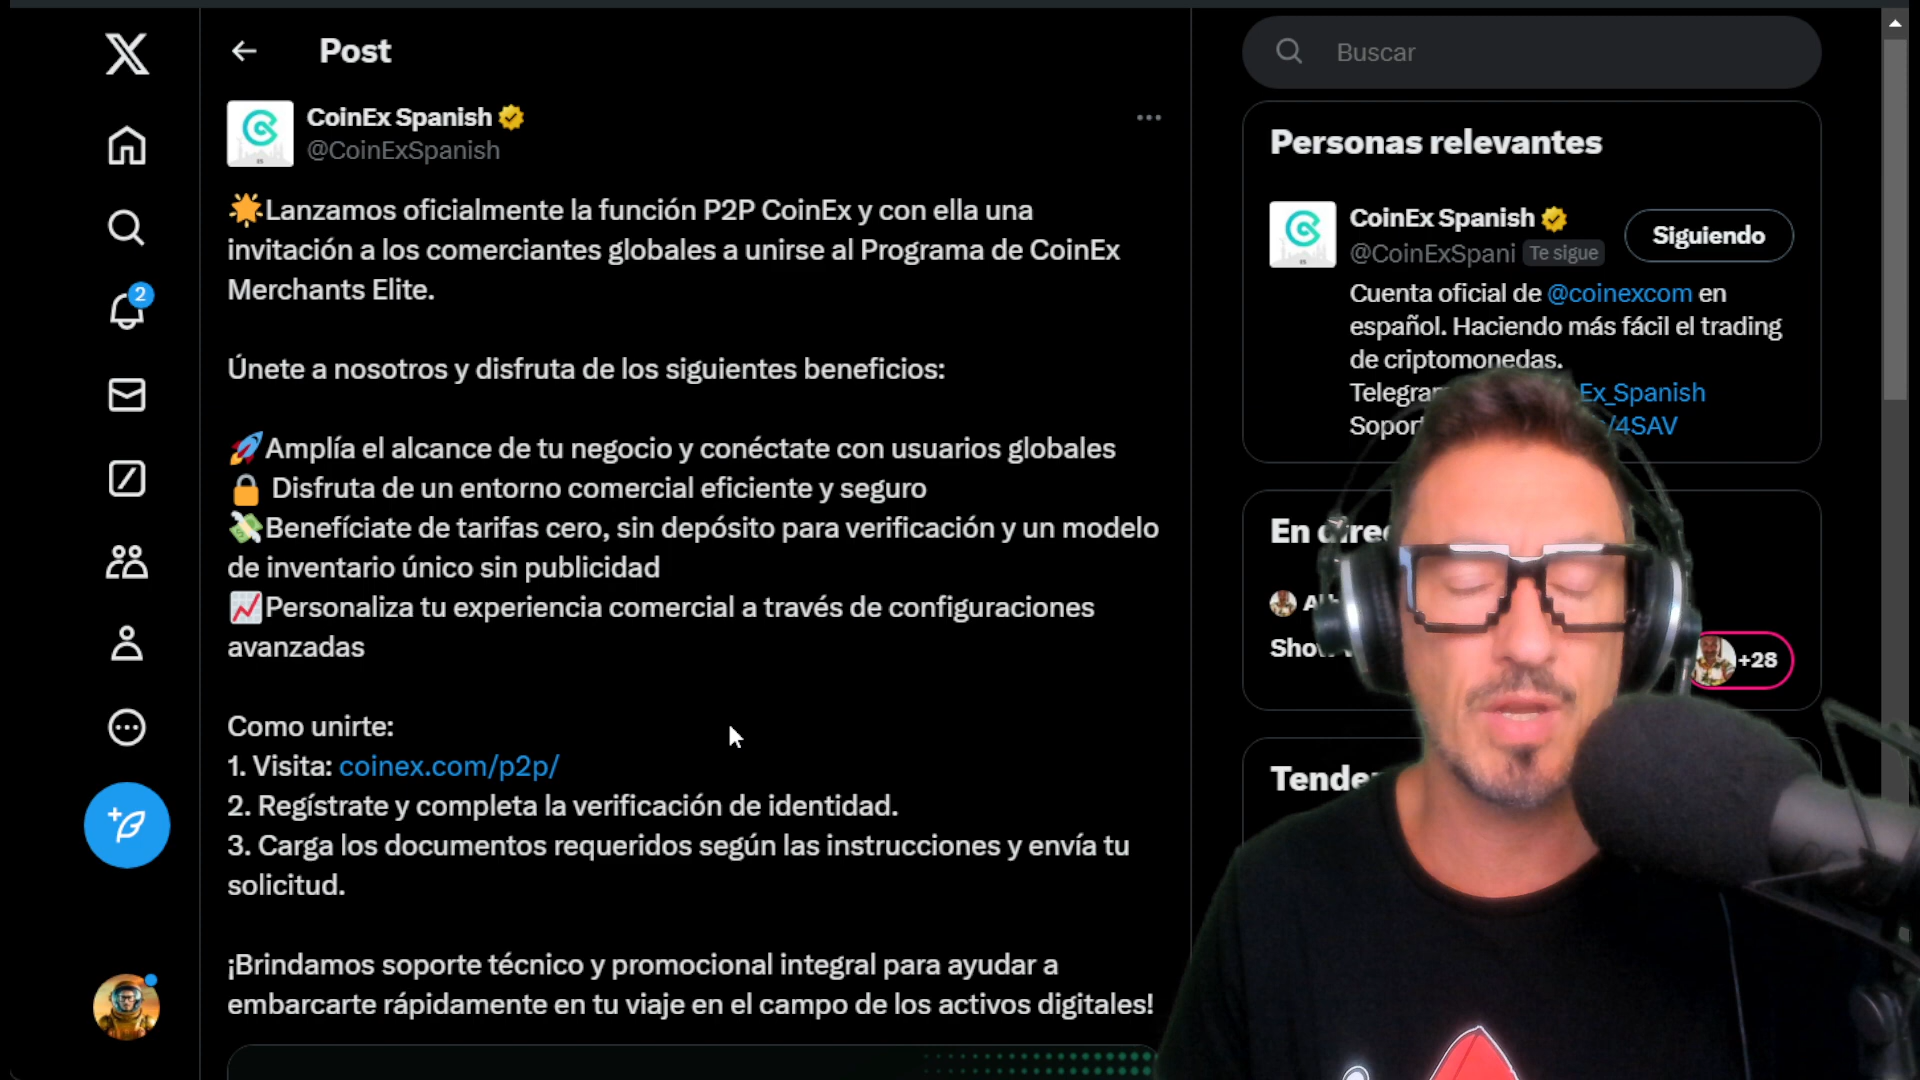 Post
Buscar
CoinEx Spanish
@CoinExSpanish
🌟Lanzamos oficialmente la función P2P CoinEx y con ella una
invitación a los comerciantes globales a unirse al Programa de CoinEx
Merchants Elite.
Únete a nosotros y disfruta de los siguientes beneficios:
🚀Amplía el alcance de tu negocio y conéctate con usuarios globales
🔒 Disfruta de un entorno comercial eficiente y seguro
💸Benefíciate de tarifas cero, sin depósito para verificación y un modelo
de inventario único sin publicidad
📈Personaliza tu experiencia comercial a través de configuraciones
avanzadas
Como unirte:
1. Visita: coinex.com/p2p/
2. Regístrate y completa la verificación de identidad.
3. Carga los documentos requeridos según las instrucciones y envía tu
solicitud.
¡Brindamos soporte técnico y promocional integral para ayudar a
embarcarte rápidamente en tu viaje en el campo de los activos digitales!
2
Personas relevantes
CoinEx Spanish
@CoinExSpani Te sigue
Siguiendo
Cuenta oficial de @coinexcom en
español. Haciendo más fácil el trading
de criptomonedas.
Telegra Ex_Spanish
Sopor /4SAV
En dire
Sho
+28
Tende